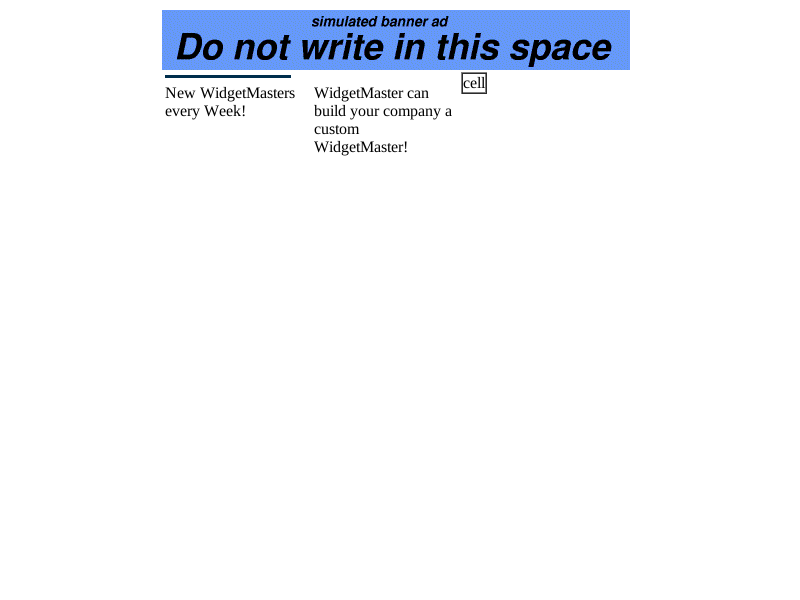 simulated banner ad
Do not write in this space
New WidgetMasters
every Week!
WidgetMaster can
build your company a
custom
WidgetMaster!
cell